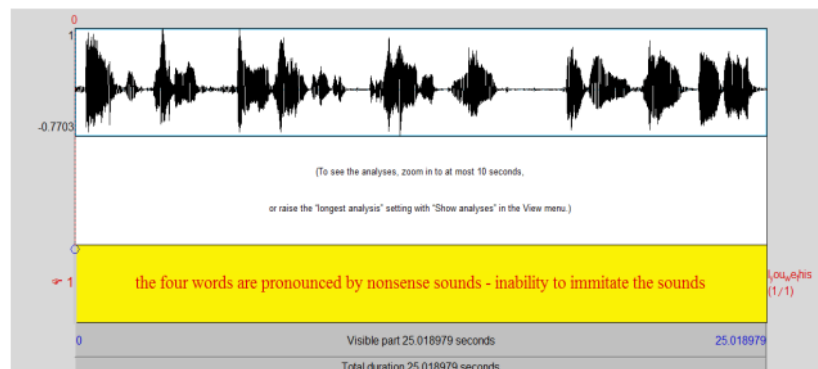 0
1
-0.7703
(To see the analyses, zoom in to at most 10 seconds,
or raise the "longest analysis" setting with "Show analyses" in the View menu.)
☞ 1
the four words are pronounced by nonsense sounds - inability to immitate the sounds
I,you,we,his
(1/1)
0
Visible part 25.018979 seconds
25.018979
Total duration 25.018979 seconds